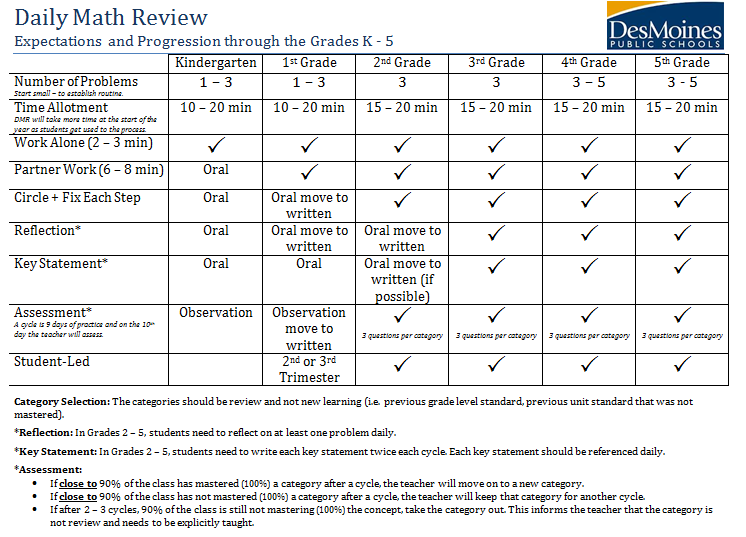 Daily Math Review
DesMoines
PUBLIC SCHOOLS
Expectations and Progression through the Grades K - 5
Kindergarten 1st Grade 2nd Grade 3rd Grade 4th Grade 5th Grade
Number of Problems 1 – 3 1 – 3 3 3 3 – 5 3 - 5
Start small – to establish routine.
Time Allotment 10 – 20 min 10 – 20 min 15 – 20 min 15 – 20 min 15 – 20 min 15 – 20 min
DMR will take more time at the start of the
year as students get used to the process.
Work Alone (2 – 3 min) ✓ ✓ ✓ ✓ ✓ ✓
Partner Work (6 – 8 min) Oral ✓ ✓ ✓ ✓ ✓
Circle + Fix Each Step Oral Oral move to ✓ ✓ ✓ ✓
written
Reflection* Oral Oral move to Oral move to ✓ ✓ ✓
written written
Key Statement* Oral Oral Oral move to ✓ ✓ ✓
written (if
possible)
Assessment* Observation Observation ✓ ✓ ✓ ✓
A cycle is 9 days of practice and on the 10th move to 3 questions per category 3 questions per category 3 questions per category 3 questions per category
day the teacher will assess. written
Student-Led 2nd or 3rd ✓ ✓ ✓ ✓
Trimester
Category Selection: The categories should be review and not new learning (i.e. previous grade level standard, previous unit standard that was not
mastered).
*Reflection: In Grades 2 – 5, students need to reflect on at least one problem daily.
*Key Statement: In Grades 2 – 5, students need to write each key statement twice each cycle. Each key statement should be referenced daily.
*Assessment:
• If close to 90% of the class has mastered (100%) a category after a cycle, the teacher will move on to a new category.
• If close to 90% of the class has not mastered (100%) a category after a cycle, the teacher will keep that category for another cycle.
• If after 2 – 3 cycles, 90% of the class is still not mastering (100%) the concept, take the category out. This informs the teacher that the category is
not review and needs to be explicitly taught.